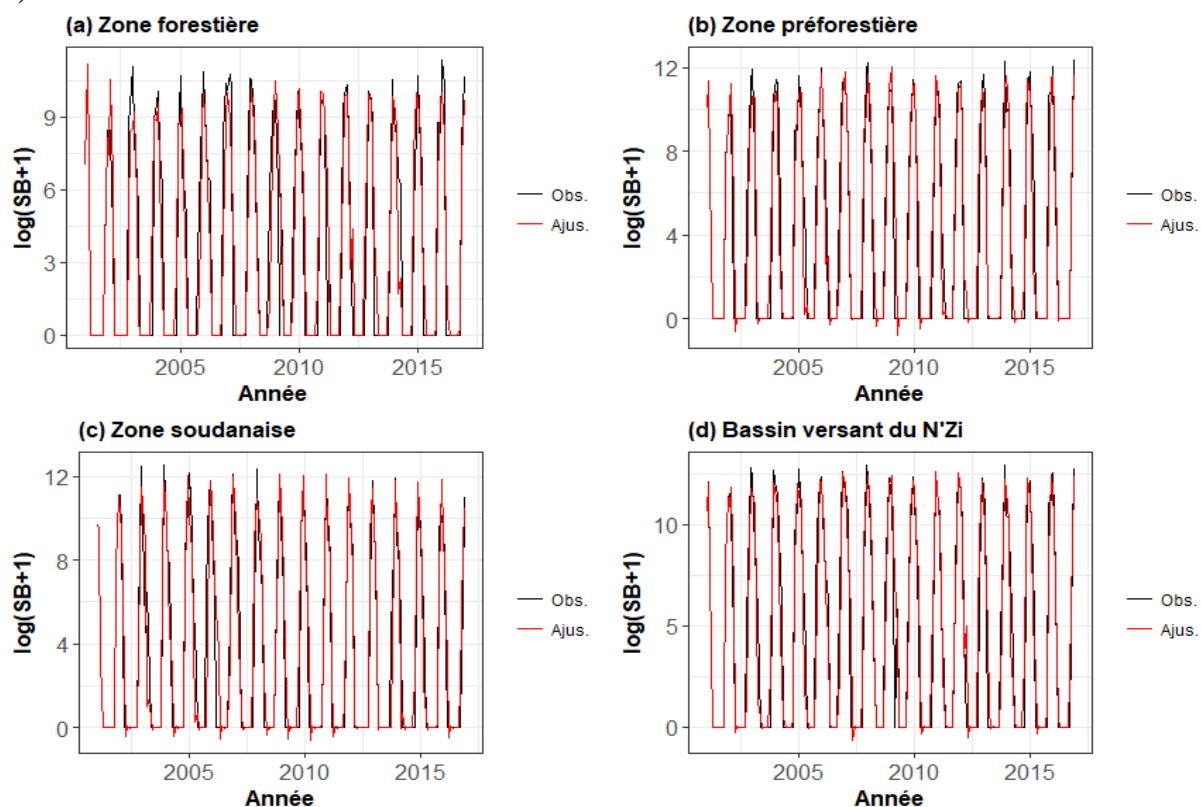 (a) Zone forestière
log(SB+1)
9
6
3
0
2005 2010 2015
Année
Obs.
Ajus.
(b) Zone préforestière
log(SB+1)
12
8
4
0
2005 2010 2015
Année
Obs.
Ajus.
(c) Zone soudanaise
log(SB+1)
12
8
4
0
2005 2010 2015
Année
Obs.
Ajus.
(d) Bassin versant du N'Zi
log(SB+1)
10
5
0
2005 2010 2015
Année
Obs.
Ajus.